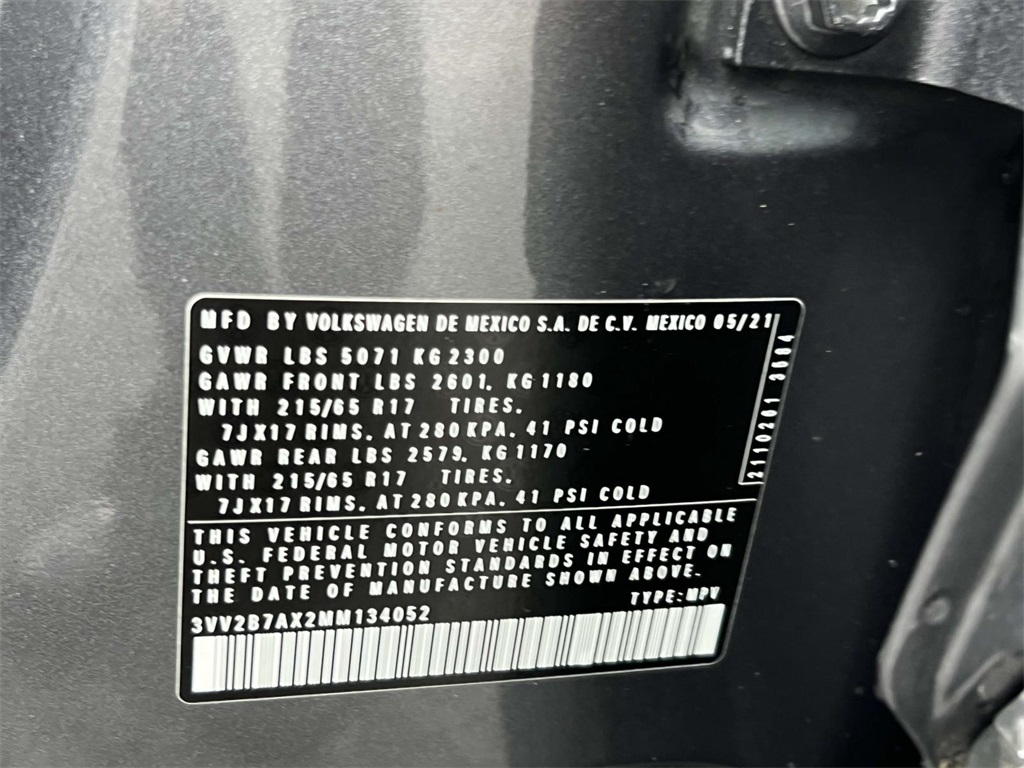 MFD BY VOLKSWAGEN DE MEXICO S.A. DE C.V. MEXICO 05/21
GVWR LBS 5071 KG 2300
GAWR FRONT LBS 2601. KG 1180
WITH 215/65 R17 TIRES.
7JX17 RIMS. AT 280 KPA. 41 PSI COLD
GAWR REAR LBS 2579. KG 1170
WITH 215/65 R17 TIRES.
7JX17 RIMS. AT 280 KPA. 41 PSI COLD
THIS VEHICLE CONFORMS TO ALL APPLICABLE
U.S. FEDERAL MOTOR VEHICLE SAFETY AND
THEFT PREVENTION STANDARDS IN EFFECT ON
THE DATE OF MANUFACTURE SHOWN ABOVE.
TYPE: MPV
3VV2B7AX2MM134052
2110201